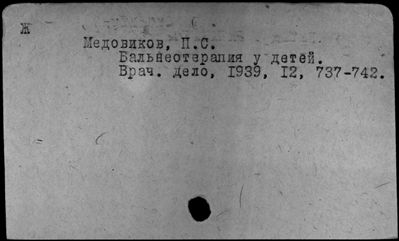 Ж
Медовиков, П.С.
Бальнеотерапия у детей.
Врач. дело, 1939, 12, 737-742.